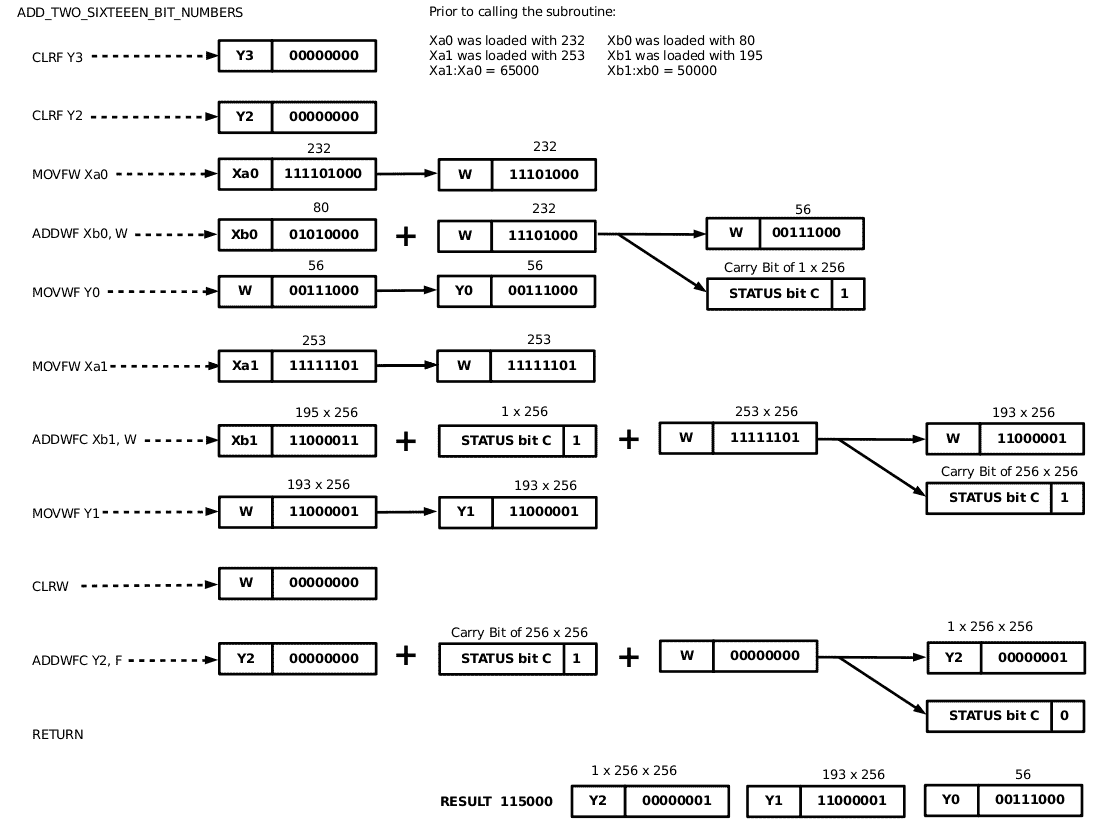 ADD_TWO_SIXTEEEN_BIT_NUMBERS
Prior to calling the subroutine:
Xa0 was loaded with 232 Xb0 was loaded with 80
Xa1 was loaded with 253 Xb1 was loaded with 195
Xa1:Xa0 = 65000 Xb1:xb0 = 50000
CLRF Y3 Y3 00000000
CLRF Y2 Y2 00000000
232 232
MOVFW Xa0 Xa0 111101000 W 11101000
80 232 56
ADDWF Xb0, W Xb0 01010000 + W 11101000 W 00111000
56 56 Carry Bit of 1 x 256
MOVWF Y0 W 00111000 Y0 00111000 STATUS bit C 1
253 253
MOVFW Xa1 Xa1 11111101 W 11111101
195 x 256 1 x 256 253 x 256 193 x 256
ADDWFC Xb1, W Xb1 11000011 + STATUS bit C 1 + W 11111101 W 11000001
Carry Bit of 256 x 256
STATUS bit C 1
193 x 256 193 x 256
MOVWF Y1 W 11000001 Y1 11000001
CLRW W 00000000
Carry Bit of 256 x 256 1 x 256 x 256
ADDWFC Y2, F Y2 00000000 + STATUS bit C 1 + W 00000000 Y2 00000001
STATUS bit C 0
RETURN
1 x 256 x 256 193 x 256 56
RESULT 115000 Y2 00000001 Y1 11000001 Y0 00111000